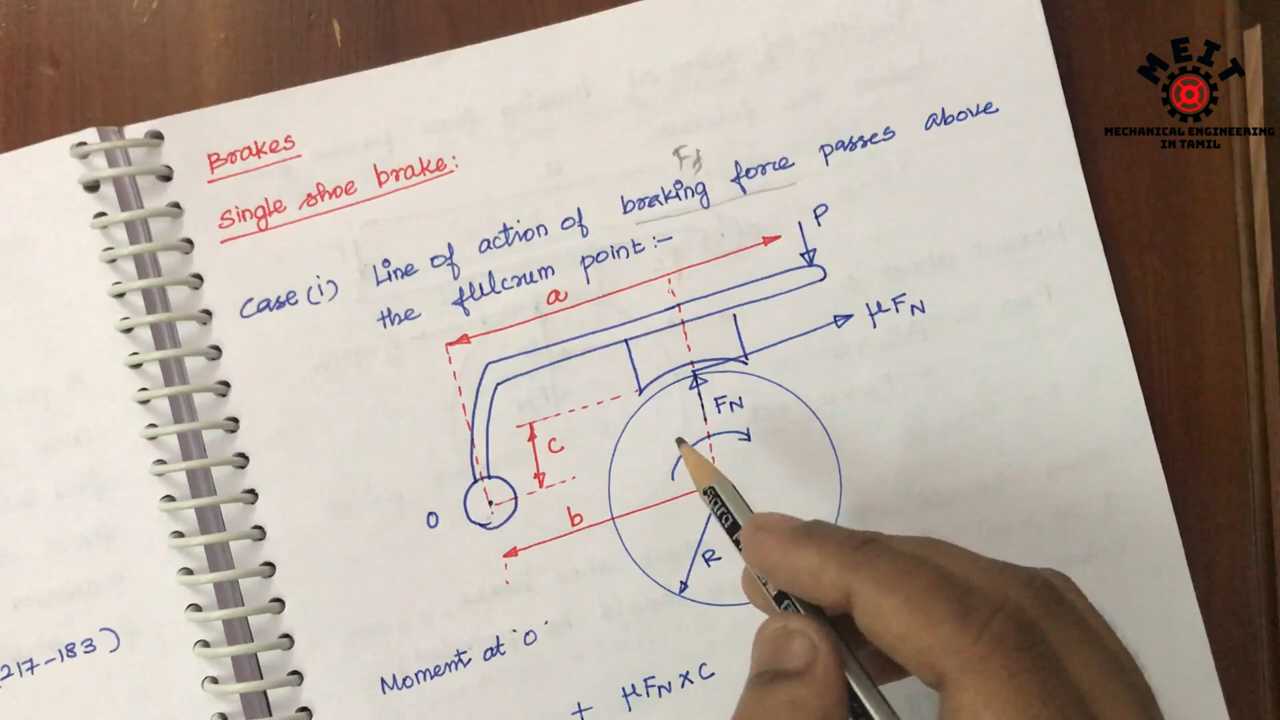 MEIT
MECHANICAL ENGINEERING
IN TAMIL
Brakes
Single shoe brake:
Case (i) Line of action of braking force passes above
the fulcrum point:-
P
a
μFN
FN
C
O
b
R
Moment at 'O'
+ μFN × C
217-183)